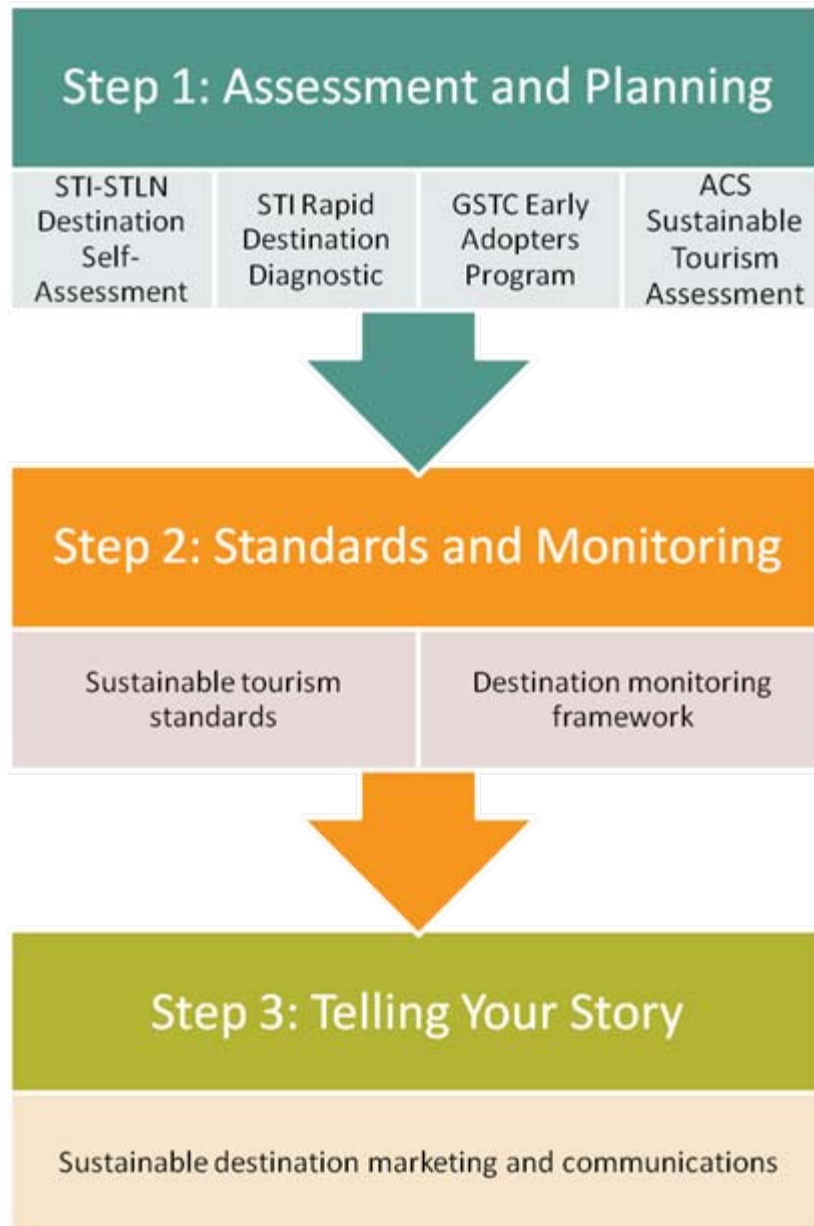 Step 1: Assessment and Planning
STI-STLN
Destination
Self-
Assessment
STI Rapid
Destination
Diagnostic
GSTC Early
Adopters
Program
ACS
Sustainable
Tourism
Assessment
Step 2: Standards and Monitoring
Sustainable tourism
standards
Destination monitoring
framework
Step 3: Telling Your Story
Sustainable destination marketing and communications